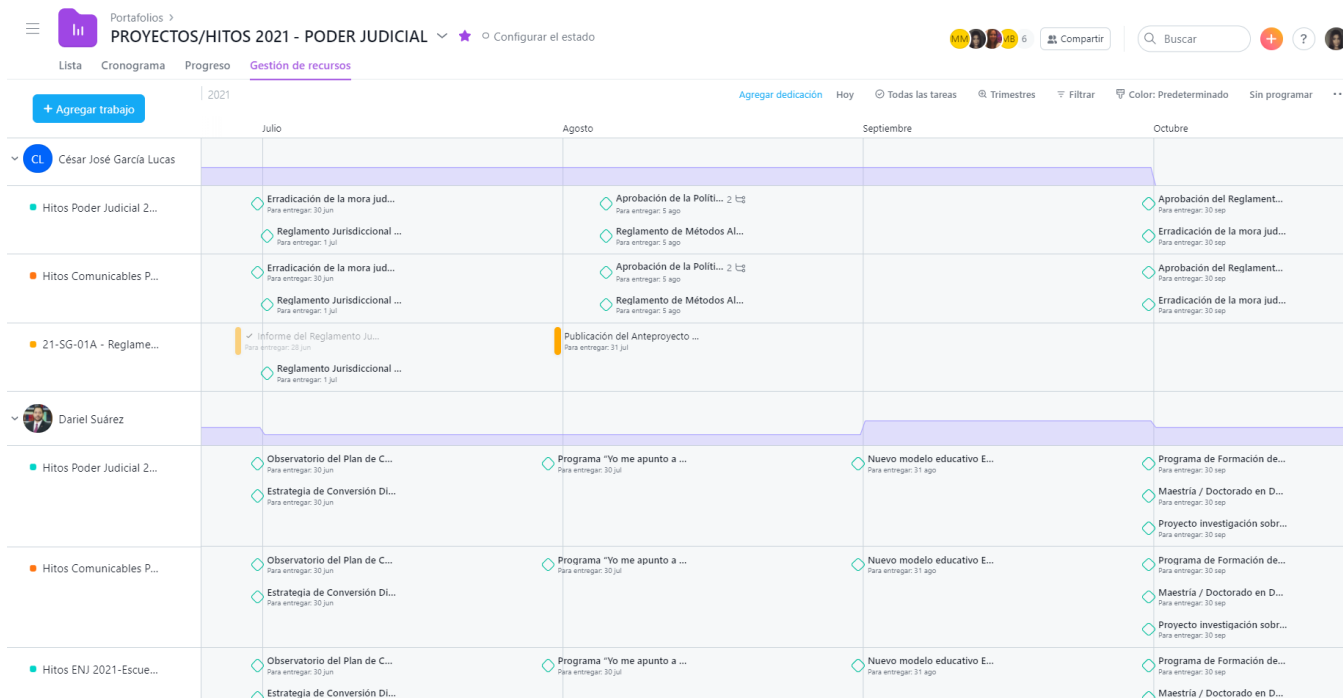 Portafolios >
PROYECTOS/HITOS 2021 - PODER JUDICIAL
Configurar el estado
MM
MB
6
Compartir
Buscar
+
?
Lista
Cronograma
Progreso
Gestión de recursos
+ Agregar trabajo
2021
Agregar dedicación
Hoy
Todas las tareas
Trimestres
Filtrar
Color: Predeterminado
Sin programar
Julio
Agosto
Septiembre
Octubre
CL
César José García Lucas
Hitos Poder Judicial 2...
Erradicación de la mora jud...
Para entregar: 30 jun
Aprobación de la Políti... 2
Para entregar: 5 ago
Aprobación del Reglament...
Para entregar: 30 sep
Reglamento Jurisdiccional ...
Para entregar: 1 jul
Reglamento de Métodos Al...
Para entregar: 5 ago
Erradicación de la mora jud...
Para entregar: 30 sep
Hitos Comunicables P...
Erradicación de la mora jud...
Para entregar: 30 jun
Aprobación de la Políti... 2
Para entregar: 5 ago
Aprobación del Reglament...
Para entregar: 30 sep
Reglamento Jurisdiccional ...
Para entregar: 1 jul
Reglamento de Métodos Al...
Para entregar: 5 ago
Erradicación de la mora jud...
Para entregar: 30 sep
21-SG-01A - Reglame...
Informe del Reglamento Ju...
Para entregar: 28 jun
Publicación del Anteproyecto ...
Para entregar: 31 jul
Reglamento Jurisdiccional ...
Para entregar: 1 jul
Dariel Suárez
Hitos Poder Judicial 2...
Observatorio del Plan de C...
Para entregar: 30 jun
Programa "Yo me apunto a ...
Para entregar: 30 jul
Nuevo modelo educativo E...
Para entregar: 31 ago
Programa de Formación de...
Para entregar: 30 sep
Estrategia de Conversión Di...
Para entregar: 30 jun
Maestría / Doctorado en D...
Para entregar: 30 sep
Proyecto investigación sobr...
Para entregar: 30 sep
Hitos Comunicables P...
Observatorio del Plan de C...
Para entregar: 30 jun
Programa "Yo me apunto a ...
Para entregar: 30 jul
Nuevo modelo educativo E...
Para entregar: 31 ago
Programa de Formación de...
Para entregar: 30 sep
Estrategia de Conversión Di...
Para entregar: 30 jun
Maestría / Doctorado en D...
Para entregar: 30 sep
Proyecto investigación sobr...
Para entregar: 30 sep
Hitos ENJ 2021-Escue...
Observatorio del Plan de C...
Para entregar: 30 jun
Programa "Yo me apunto a ...
Para entregar: 30 jul
Nuevo modelo educativo E...
Para entregar: 31 ago
Programa de Formación de...
Para entregar: 30 sep
Estrategia de Conversión Di...
Maestría / Doctorado en D...